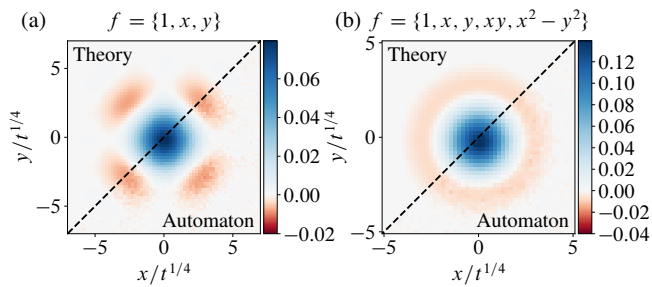 (a) f = {1, x, y}
(b) f = {1, x, y, xy, x² − y²}
Theory
Automaton
5
0
−5
y/t^{1/4}
−5
0
5
x/t^{1/4}
0.06
0.04
0.02
0.00
−0.02
Theory
Automaton
5
0
−5
y/t^{1/4}
−5
0
5
x/t^{1/4}
0.12
0.10
0.08
0.06
0.04
0.02
0.00
−0.02
−0.04